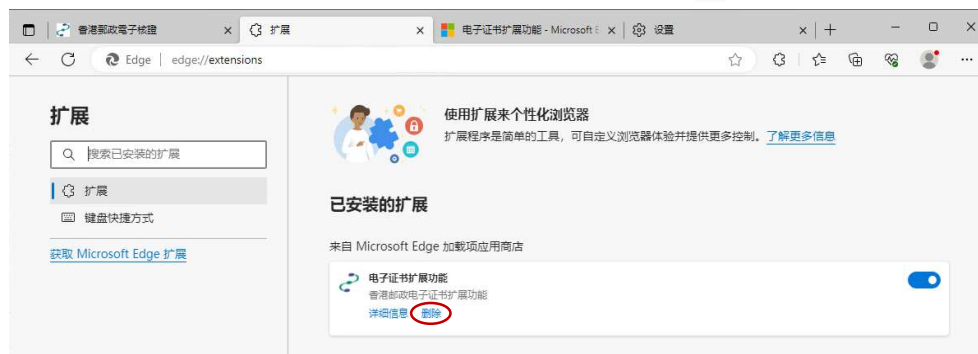 香港郵政電子核證
扩展
电子证书扩展功能 - Microsoft E
设置
Edge | edge://extensions
扩展
搜索已安装的扩展
扩展
键盘快捷方式
获取 Microsoft Edge 扩展
使用扩展来个性化浏览器
扩展程序是简单的工具，可自定义浏览器体验并提供更多控制。 了解更多信息
已安装的扩展
来自 Microsoft Edge 加载项应用商店
电子证书扩展功能
香港邮政电子证书扩展功能
详细信息 删除